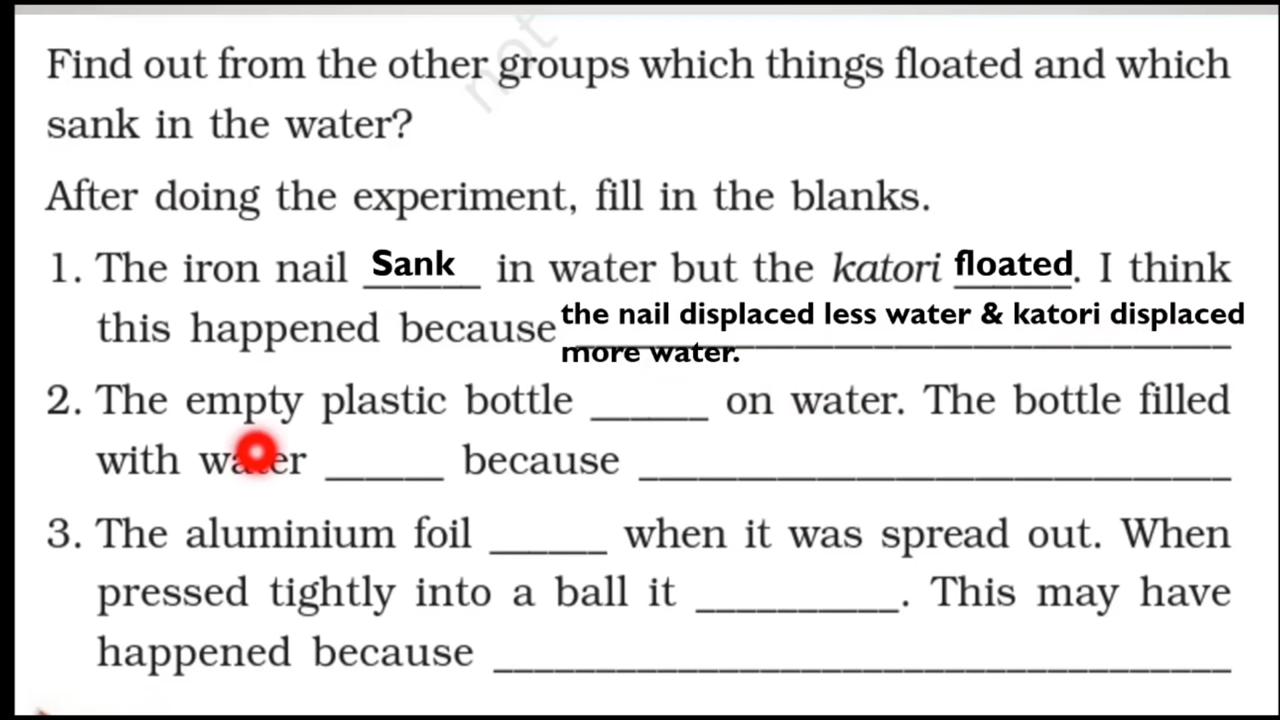 not
Find out from the other groups which things floated and which
sank in the water?
After doing the experiment, fill in the blanks.
1. The iron nail Sank in water but the katori floated. I think
this happened because the nail displaced less water & katori displaced
more water.
2. The empty plastic bottle ______ on water. The bottle filled
with water ______ because ______________________________
3. The aluminium foil ______ when it was spread out. When
pressed tightly into a ball it __________. This may have
happened because ______________________________________